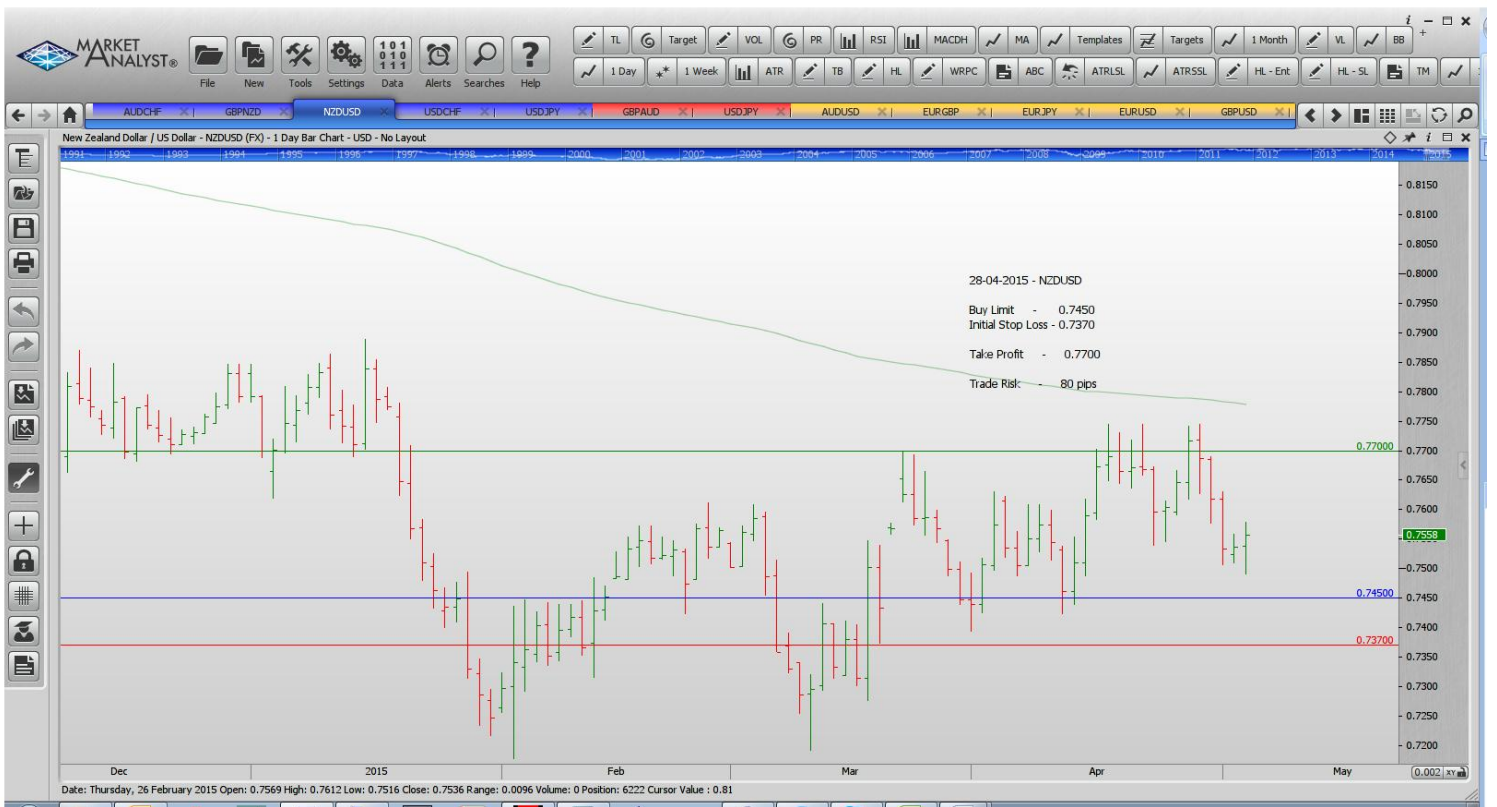 MARKET ANALYST®
File New Tools Settings Data Alerts Searches Help
TL Target VOL PR RSI MACDH MA Templates Targets 1 Month VL BB
1 Day 1 Week ATR TB HL WRPC ABC ATRLSL ATRSSL HL - Ent HL - SL TM
AUDCHF GBPNZD NZDUSD USDCHF USDJPY GBPAUD USDJPY AUDUSD EURGBP EURJPY EURUSD GBPUSD
New Zealand Dollar / US Dollar - NZDUSD (FX) - 1 Day Bar Chart - USD - No Layout
1991 1992 1993 1994 1995 1996 1997 1998 1999 2000 2001 2002 2003 2004 2005 2006 2007 2008 2009 2010 2011 2012 2013 2014 2015
28-04-2015 - NZDUSD
Buy Limit - 0.7450
Initial Stop Loss - 0.7370
Take Profit - 0.7700
Trade Risk - 80 pips
0.8150
0.8100
0.8050
0.8000
0.7950
0.7900
0.7850
0.7800
0.7750
0.77000 0.7700
0.7650
0.7600
0.7558
0.7500
0.74500 0.7450
0.7400
0.73700
0.7350
0.7300
0.7250
0.7200
Dec 2015 Feb Mar Apr May 0.002 XY
Date: Thursday, 26 February 2015 Open: 0.7569 High: 0.7612 Low: 0.7516 Close: 0.7536 Range: 0.0096 Volume: 0 Position: 6222 Cursor Value : 0.81